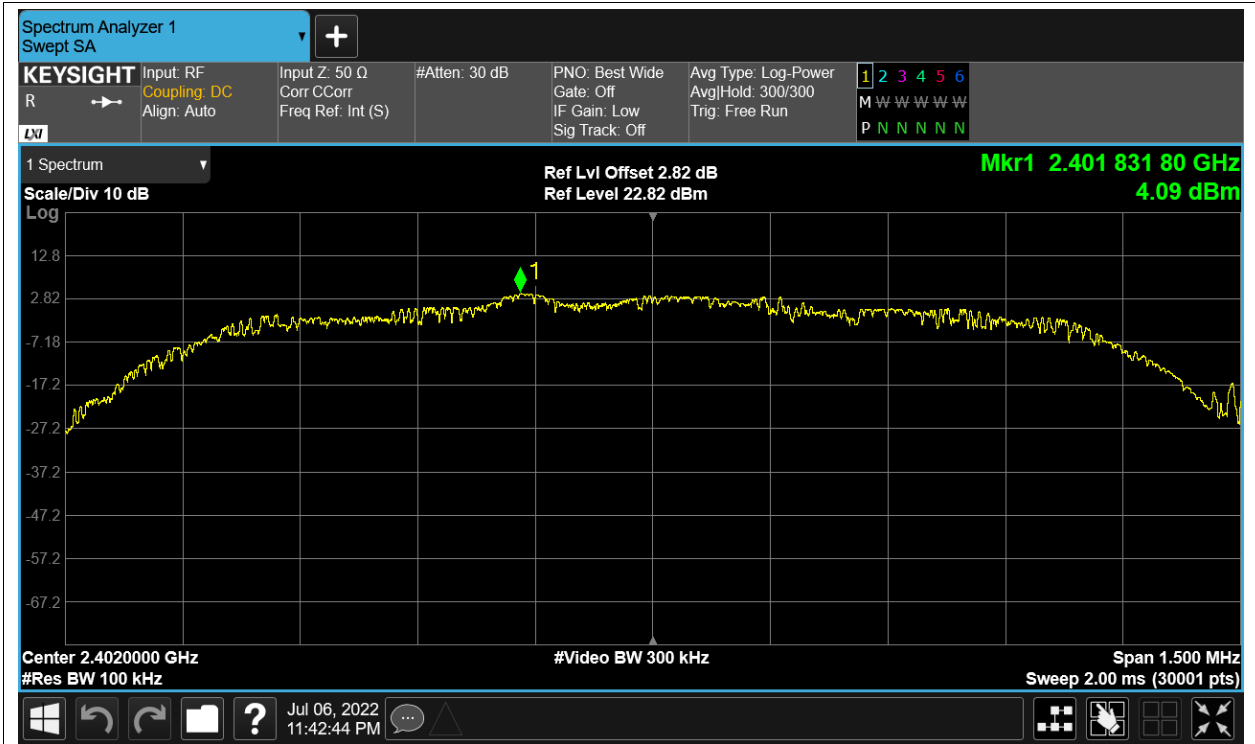 Spectrum Analyzer 1
Swept SA
+
KEYSIGHT
R
LXI
Input: RF
Coupling: DC
Align: Auto
Input Z: 50 Ω
Corr CCorr
Freq Ref: Int (S)
#Atten: 30 dB
PNO: Best Wide
Gate: Off
IF Gain: Low
Sig Track: Off
Avg Type: Log-Power
Avg|Hold: 300/300
Trig: Free Run
1 2 3 4 5 6
M W W W W W
P N N N N N
1 Spectrum
Scale/Div 10 dB
Log
Ref Lvl Offset 2.82 dB
Ref Level 22.82 dBm
Mkr1 2.401 831 80 GHz
4.09 dBm
12.8
1
2.82
-7.18
-17.2
-27.2
-37.2
-47.2
-57.2
-67.2
Center 2.4020000 GHz
#Res BW 100 kHz
#Video BW 300 kHz
Span 1.500 MHz
Sweep 2.00 ms (30001 pts)
?
Jul 06, 2022
11:42:44 PM